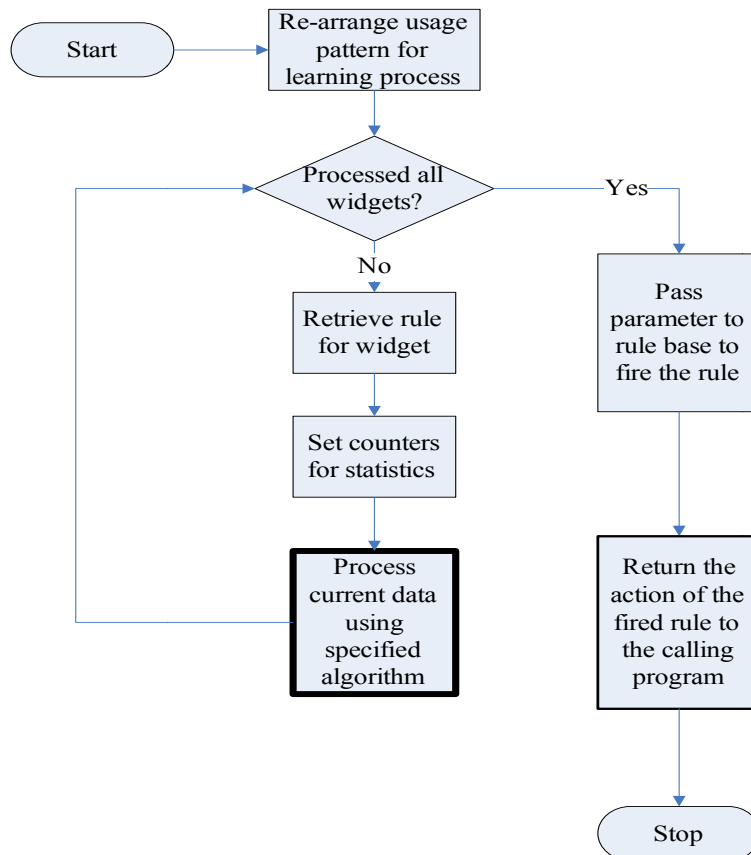 Start
Re-arrange usage
pattern for
learning process
Processed all
widgets?
Yes
No
Retrieve rule
for widget
Set counters
for statistics
Process
current data
using
specified
algorithm
Pass
parameter to
rule base to
fire the rule
Return the
action of the
fired rule to
the calling
program
Stop